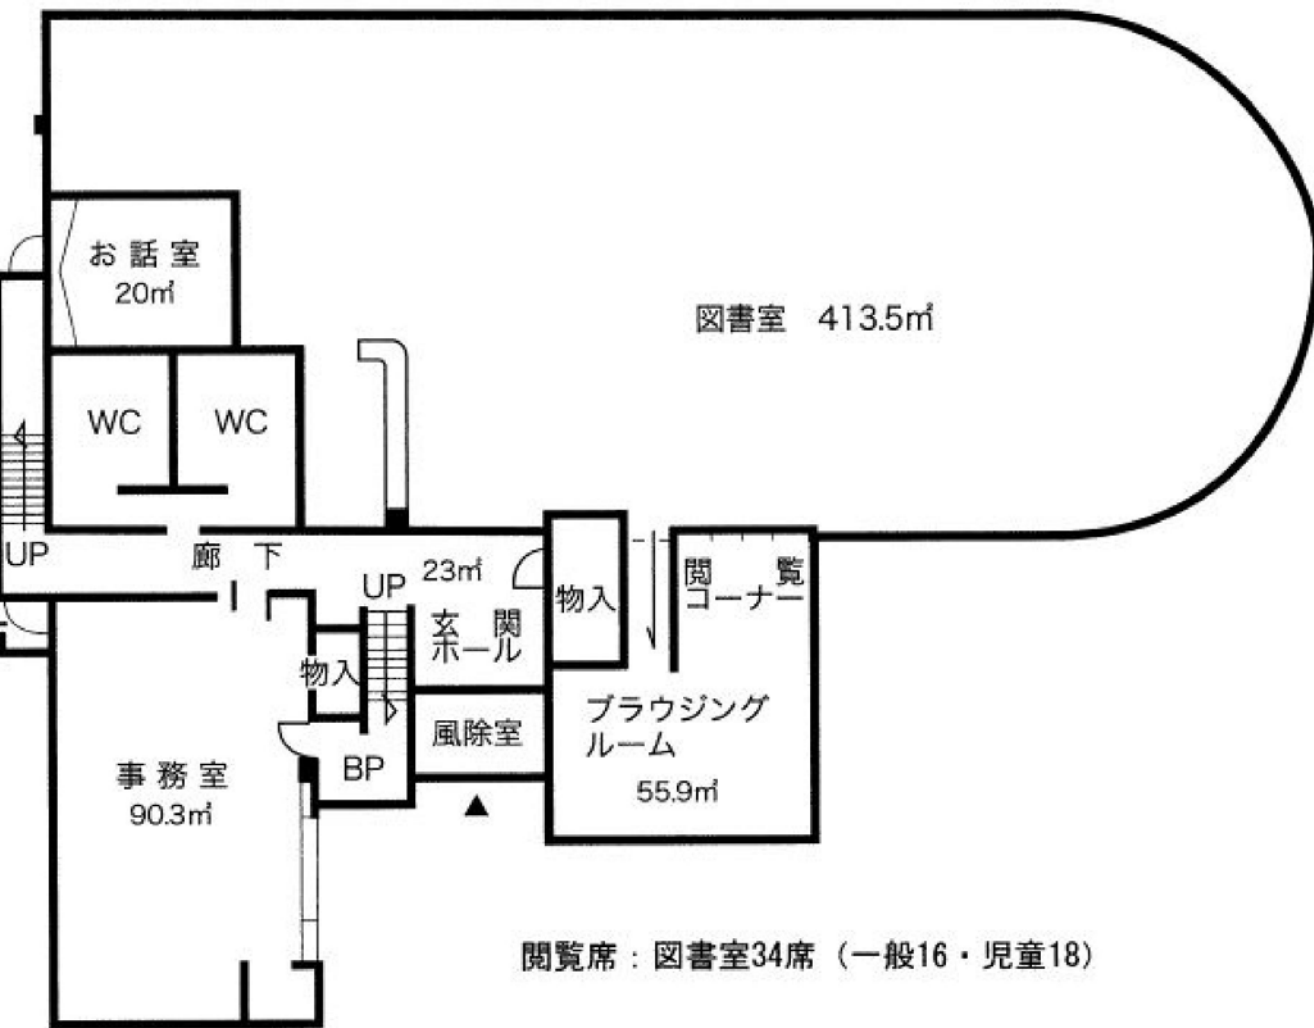 お話室
20㎡
図書室 413.5㎡
WC
WC
UP
廊下
UP
23㎡
玄関
ホール
物入
閲覧
コーナー
物入
風除室
ブラウジング
ルーム
55.9㎡
BP
事務室
90.3㎡
閲覧席：図書室34席（一般16・児童18）